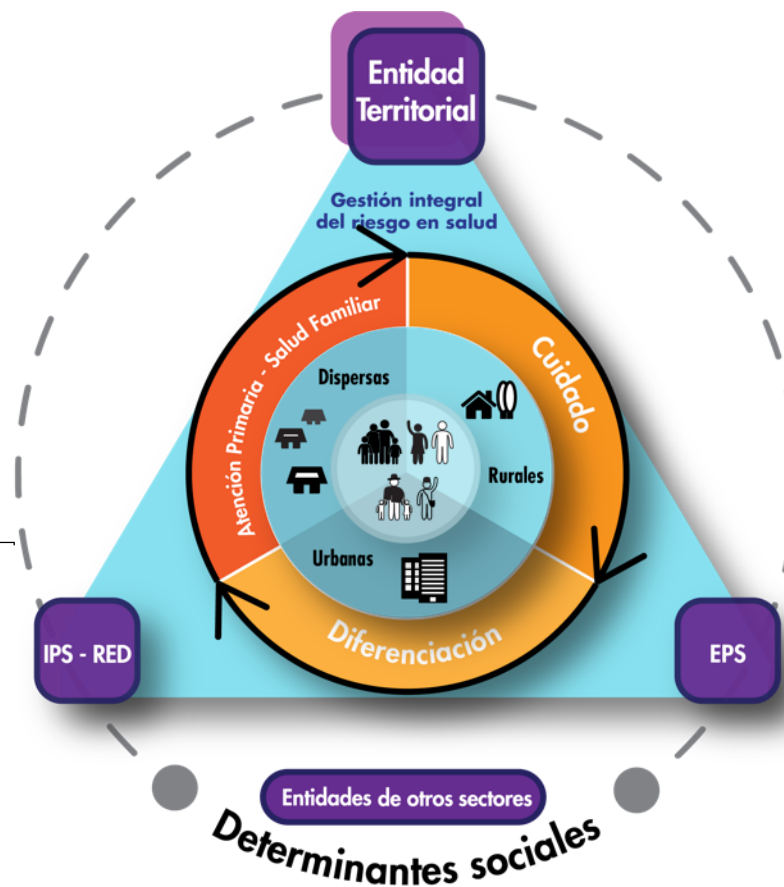 Entidad
Territorial
Gestión integral
del riesgo en salud
Atención Primaria - Salud Familiar
Cuidado
Dispersas
Rurales
Urbanas
Diferenciación
IPS - RED
EPS
Entidades de otros sectores
Determinantes sociales